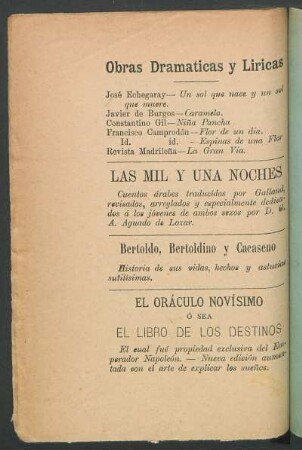 Obras Dramaticas y Liricas
José Echegaray— Un sol que nace y un sol
que muere.
Javier de Burgos—Caramelo.
Constantino Gil—Niña Pancha
Francisco Camprodón—Flor de un dia.
Id. id. - Espinas de una Flor
Revista Madrileña—La Gran Via.
LAS MIL Y UNA NOCHES
Cuentos árabes traducidos por Galland,
revisados, arreglados y especialmente dedica-
dos á los jóvenes de ambos sexos por D.
A. Aguado de Lozar.
Bertoldo, Bertoldino y Cacaseno
Historia de sus vidas, hechos y astucias
sutilísimas.
EL ORÁCULO NOVÍSIMO
Ó SEA
EL LIBRO DE LOS DESTINOS
El cual fué propiedad exclusiva del Em-
perador Napoleón. — Nueva edición aumen-
tada con el arte de explicar los sueños.